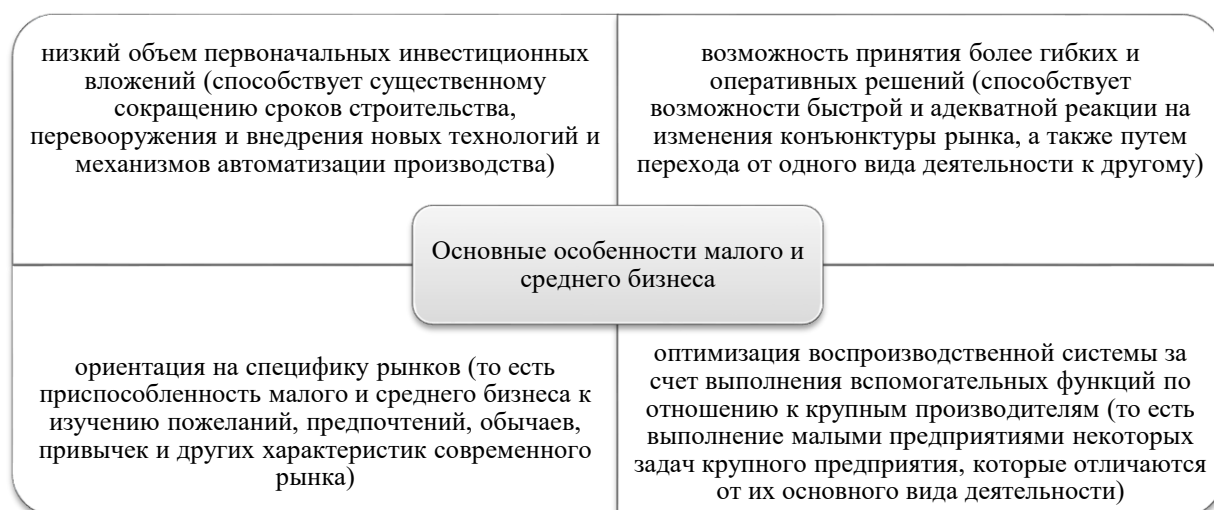 низкий объем первоначальных инвестиционных
вложений (способствует существенному
сокращению сроков строительства,
перевооружения и внедрения новых технологий и
механизмов автоматизации производства)
возможность принятия более гибких и
оперативных решений (способствует
возможности быстрой и адекватной реакции на
изменения конъюнктуры рынка, а также путем
перехода от одного вида деятельности к другому)
Основные особенности малого и
среднего бизнеса
ориентация на специфику рынков (то есть
приспособленность малого и среднего бизнеса к
изучению пожеланий, предпочтений, обычаев,
привычек и других характеристик современного
рынка)
оптимизация воспроизводственной системы за
счет выполнения вспомогательных функций по
отношению к крупным производителям (то есть
выполнение малыми предприятиями некоторых
задач крупного предприятия, которые отличаются
от их основного вида деятельности)